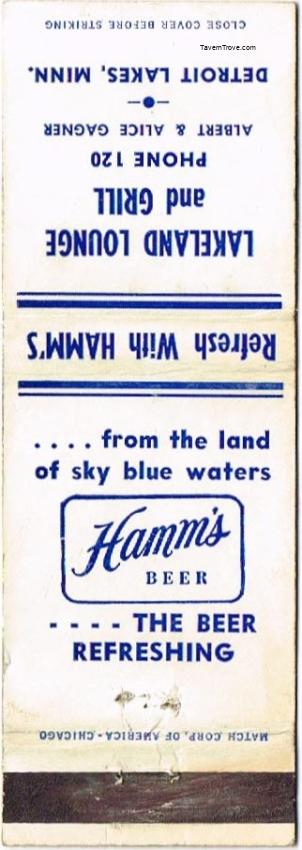 TavernTrove.com
CLOSE COVER BEFORE STRIKING
LAKELAND LOUNGE
and GRILL
PHONE 120
ALBERT & ALICE GAGNER
DETROIT LAKES, MINN.
Refresh With HAMM'S
. . . . from the land
of sky blue waters
Hamm's
BEER
- - - - THE BEER
REFRESHING
MATCH CORP. OF AMERICA - CHICAGO